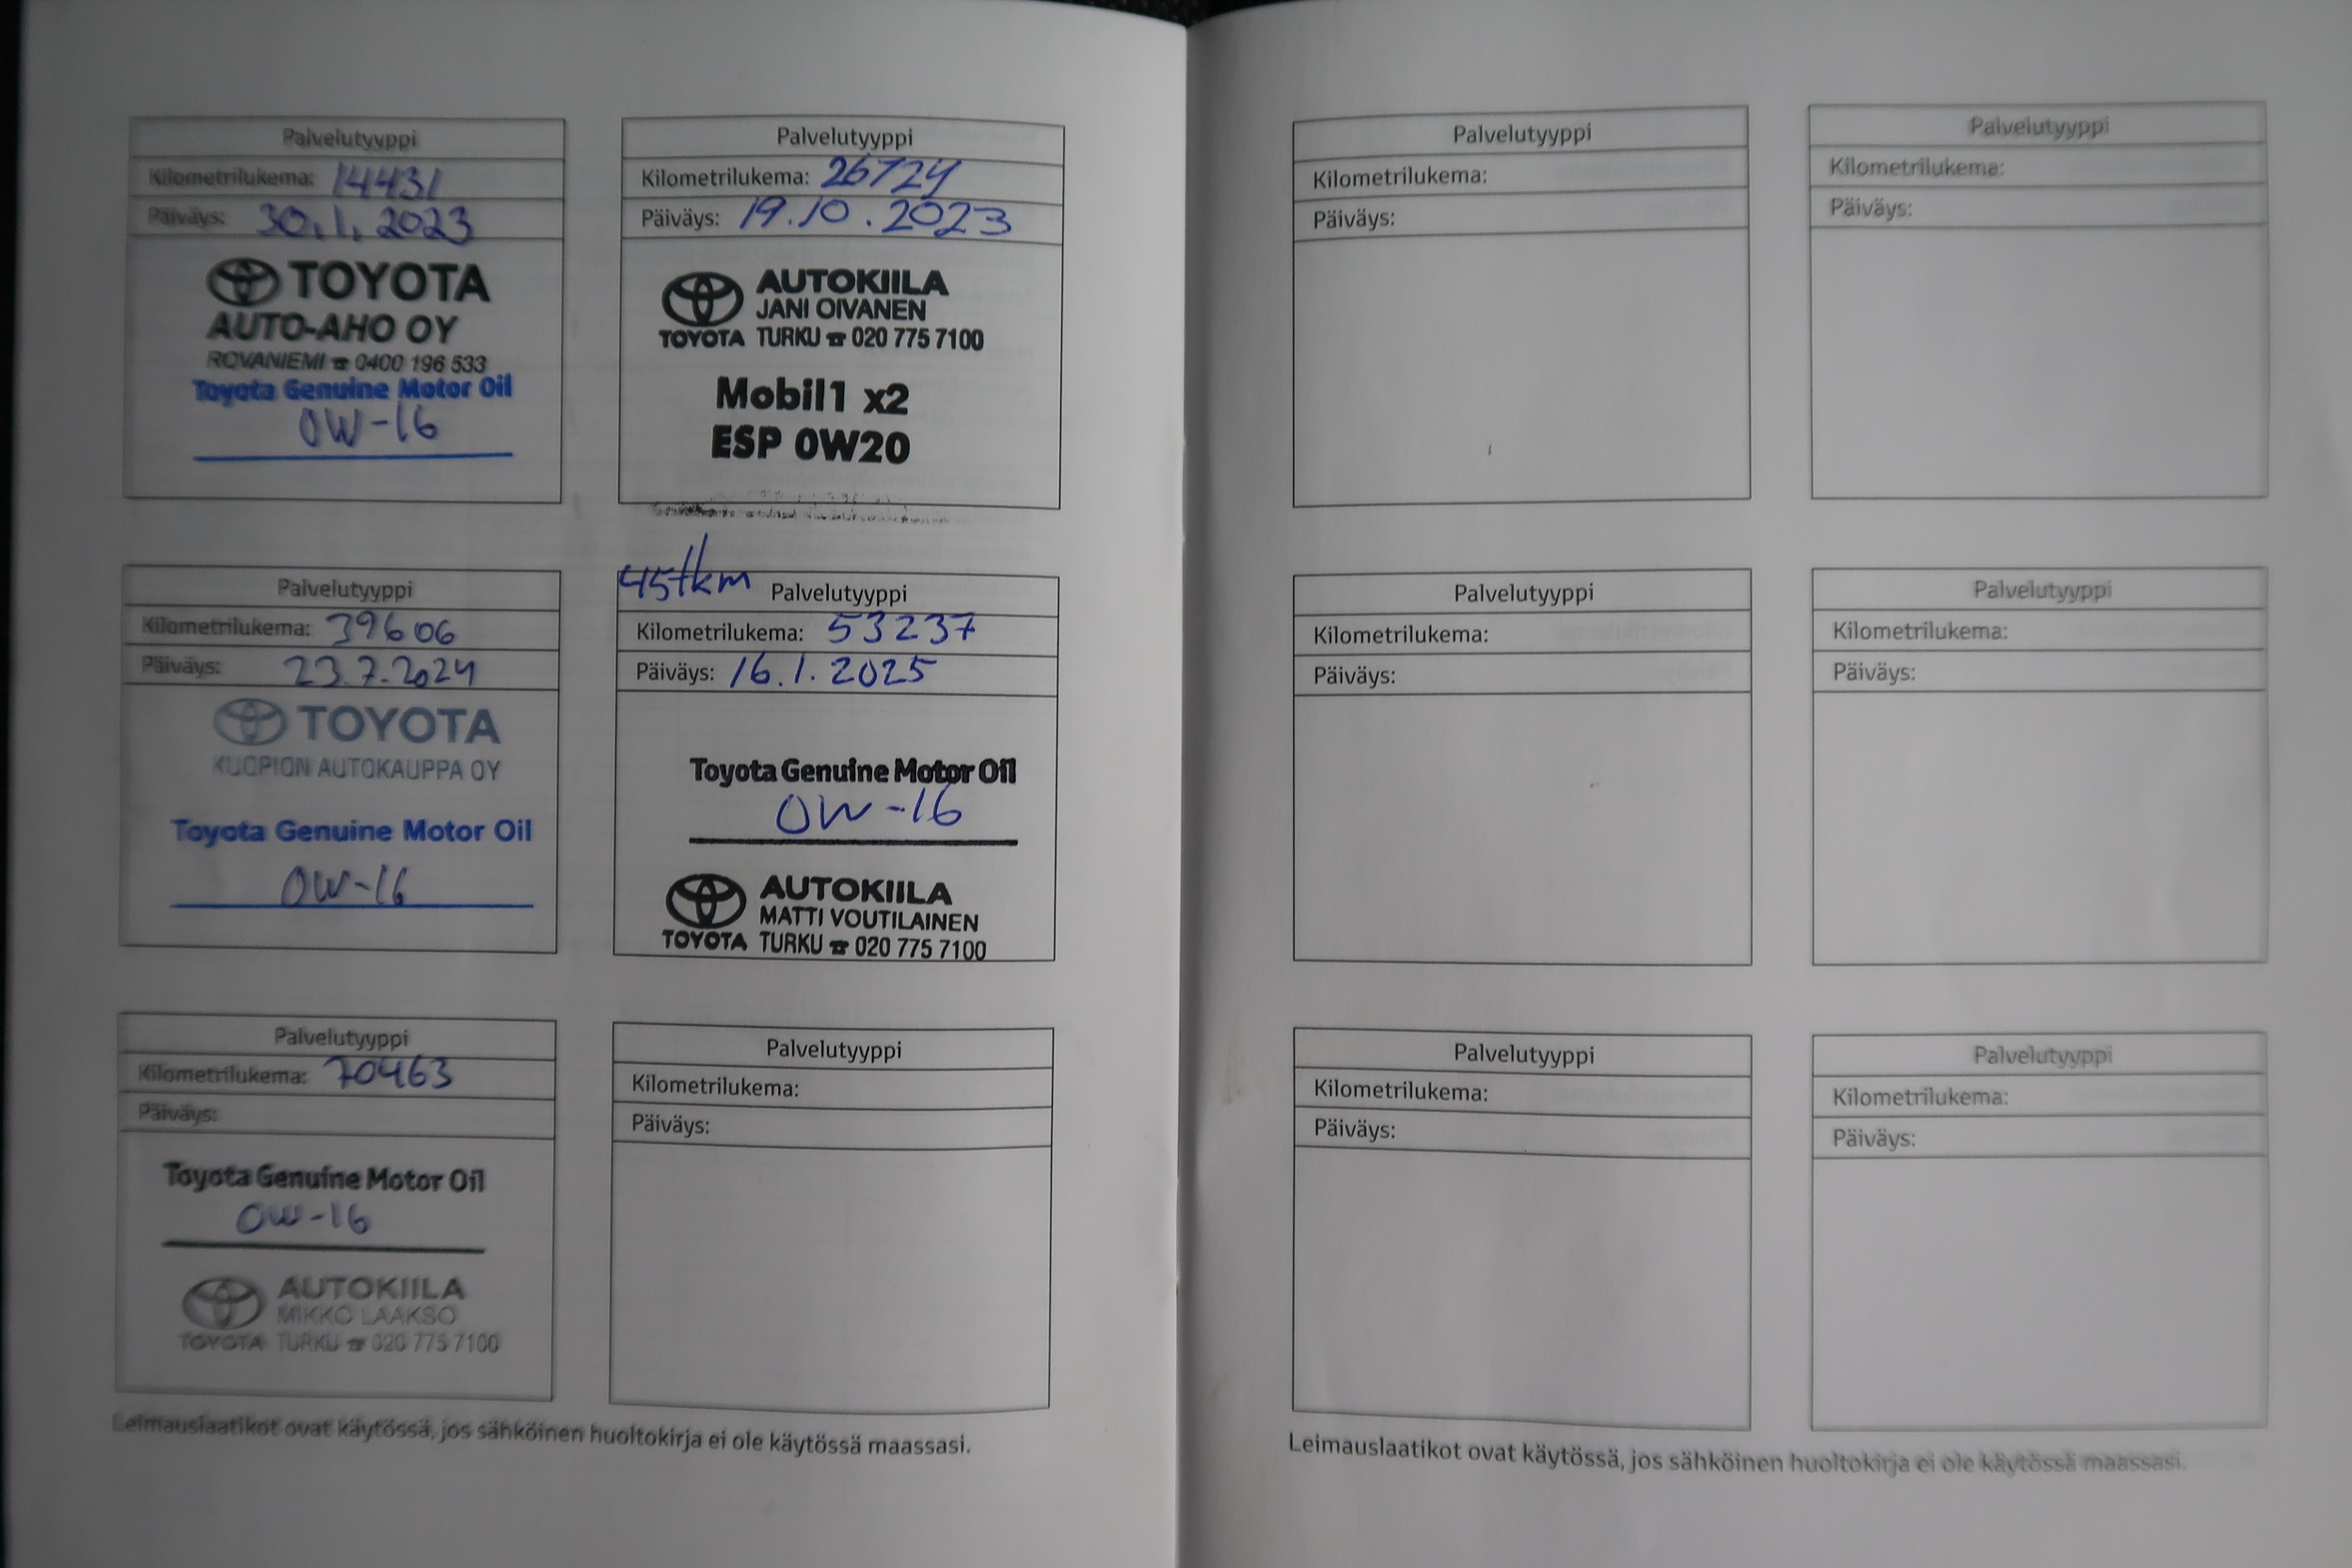 Palvelutyyppi
Kilometrilukema: 14431
Päiväys: 30.1.2023
TOYOTA
AUTO-AHO OY
ROVANIEMI ☎ 0400 196 533
Toyota Genuine Motor Oil
0W-16
Palvelutyyppi
Kilometrilukema: 26724
Päiväys: 19.10.2023
AUTOKIILA
JANI OIVANEN
TOYOTA TURKU ☎ 020 775 7100
Mobil1 x2
ESP 0W20
Palvelutyyppi
Kilometrilukema: 39606
Päiväys: 23.7.2024
TOYOTA
KUOPION AUTOKAUPPA OY
Toyota Genuine Motor Oil
0W-16
45tkm
Palvelutyyppi
Kilometrilukema: 53237
Päiväys: 16.1.2025
Toyota Genuine Motor Oil
0W-16
AUTOKIILA
MATTI VOUTILAINEN
TOYOTA TURKU ☎ 020 775 7100
Palvelutyyppi
Kilometrilukema: 70463
Päiväys:
Toyota Genuine Motor Oil
0W-16
AUTOKIILA
MIKKO LAAKSO
TOYOTA TURKU ☎ 020 775 7100
Palvelutyyppi
Kilometrilukema:
Päiväys:
Leimauslaatikot ovat käytössä, jos sähköinen huoltokirja ei ole käytössä maassasi.
Palvelutyyppi
Kilometrilukema:
Päiväys:
Palvelutyyppi
Kilometrilukema:
Päiväys:
Palvelutyyppi
Kilometrilukema:
Päiväys:
Palvelutyyppi
Kilometrilukema:
Päiväys:
Palvelutyyppi
Kilometrilukema:
Päiväys:
Palvelutyyppi
Kilometrilukema:
Päiväys:
Leimauslaatikot ovat käytössä, jos sähköinen huoltokirja ei ole käytössä maassasi.